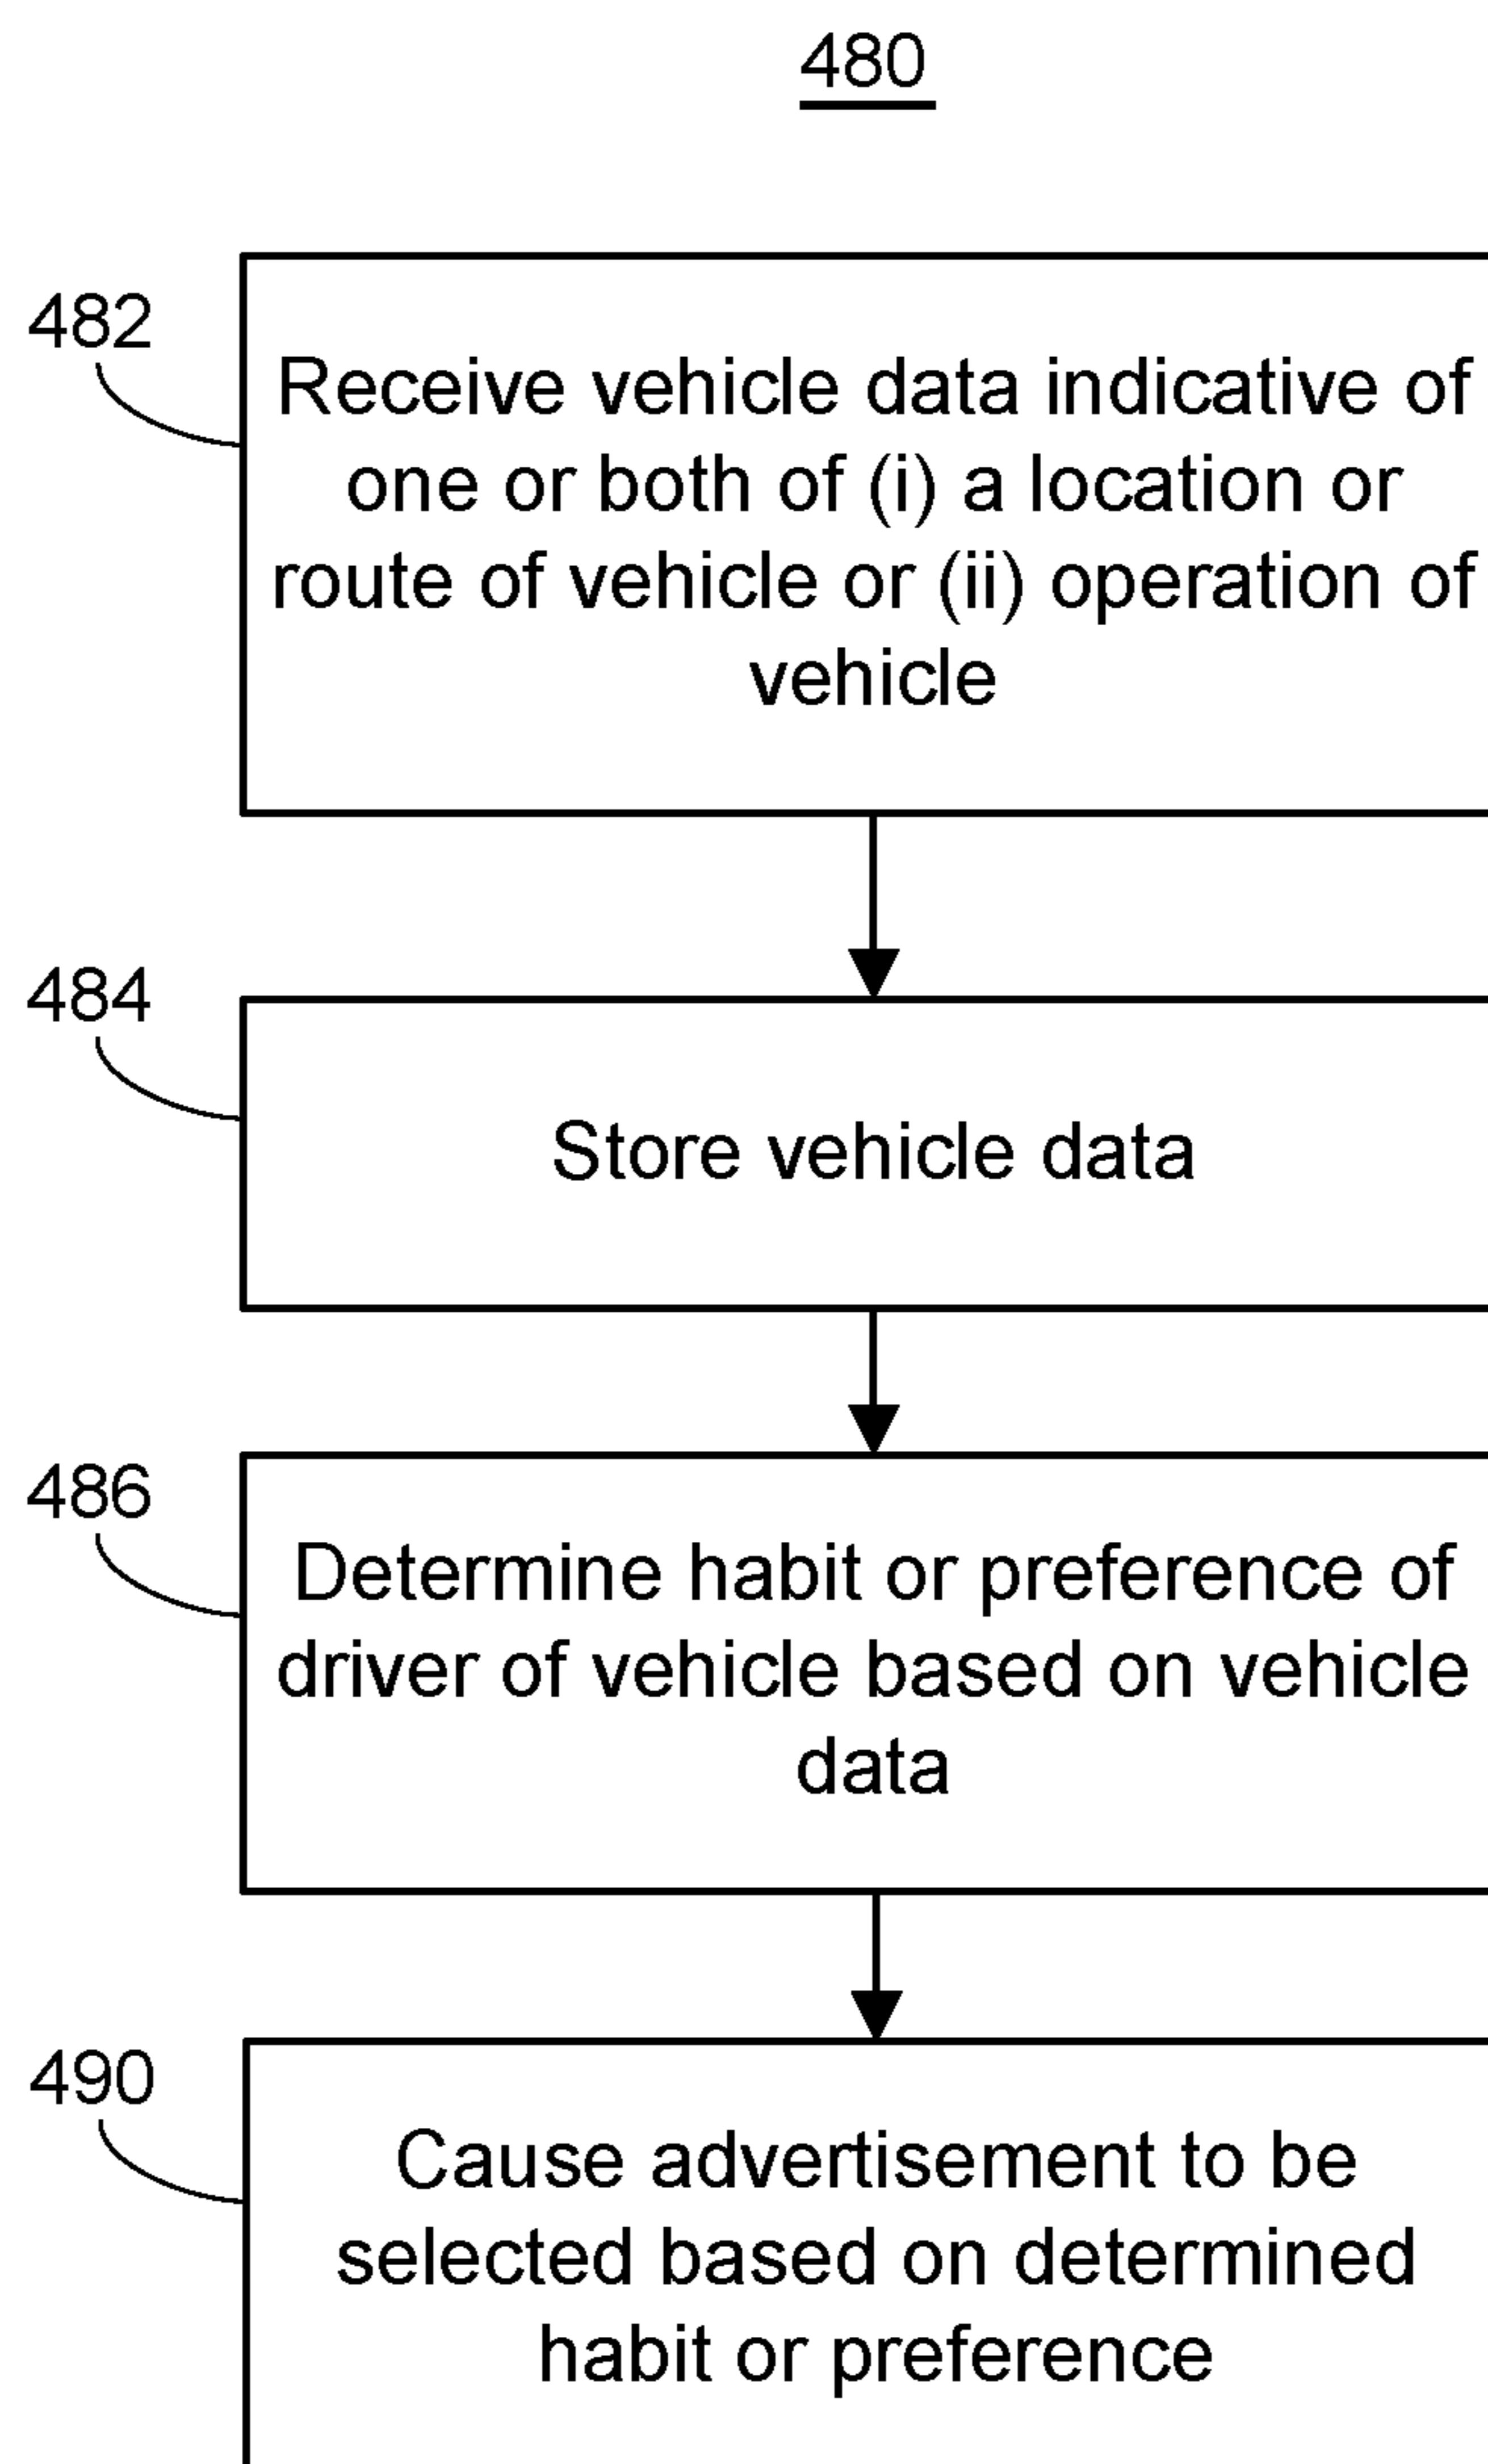 480
482
Receive vehicle data indicative of
one or both of (i) a location or
route of vehicle or (ii) operation of
vehicle
484
Store vehicle data
486
Determine habit or preference of
driver of vehicle based on vehicle
data
490
Cause advertisement to be
selected based on determined
habit or preference